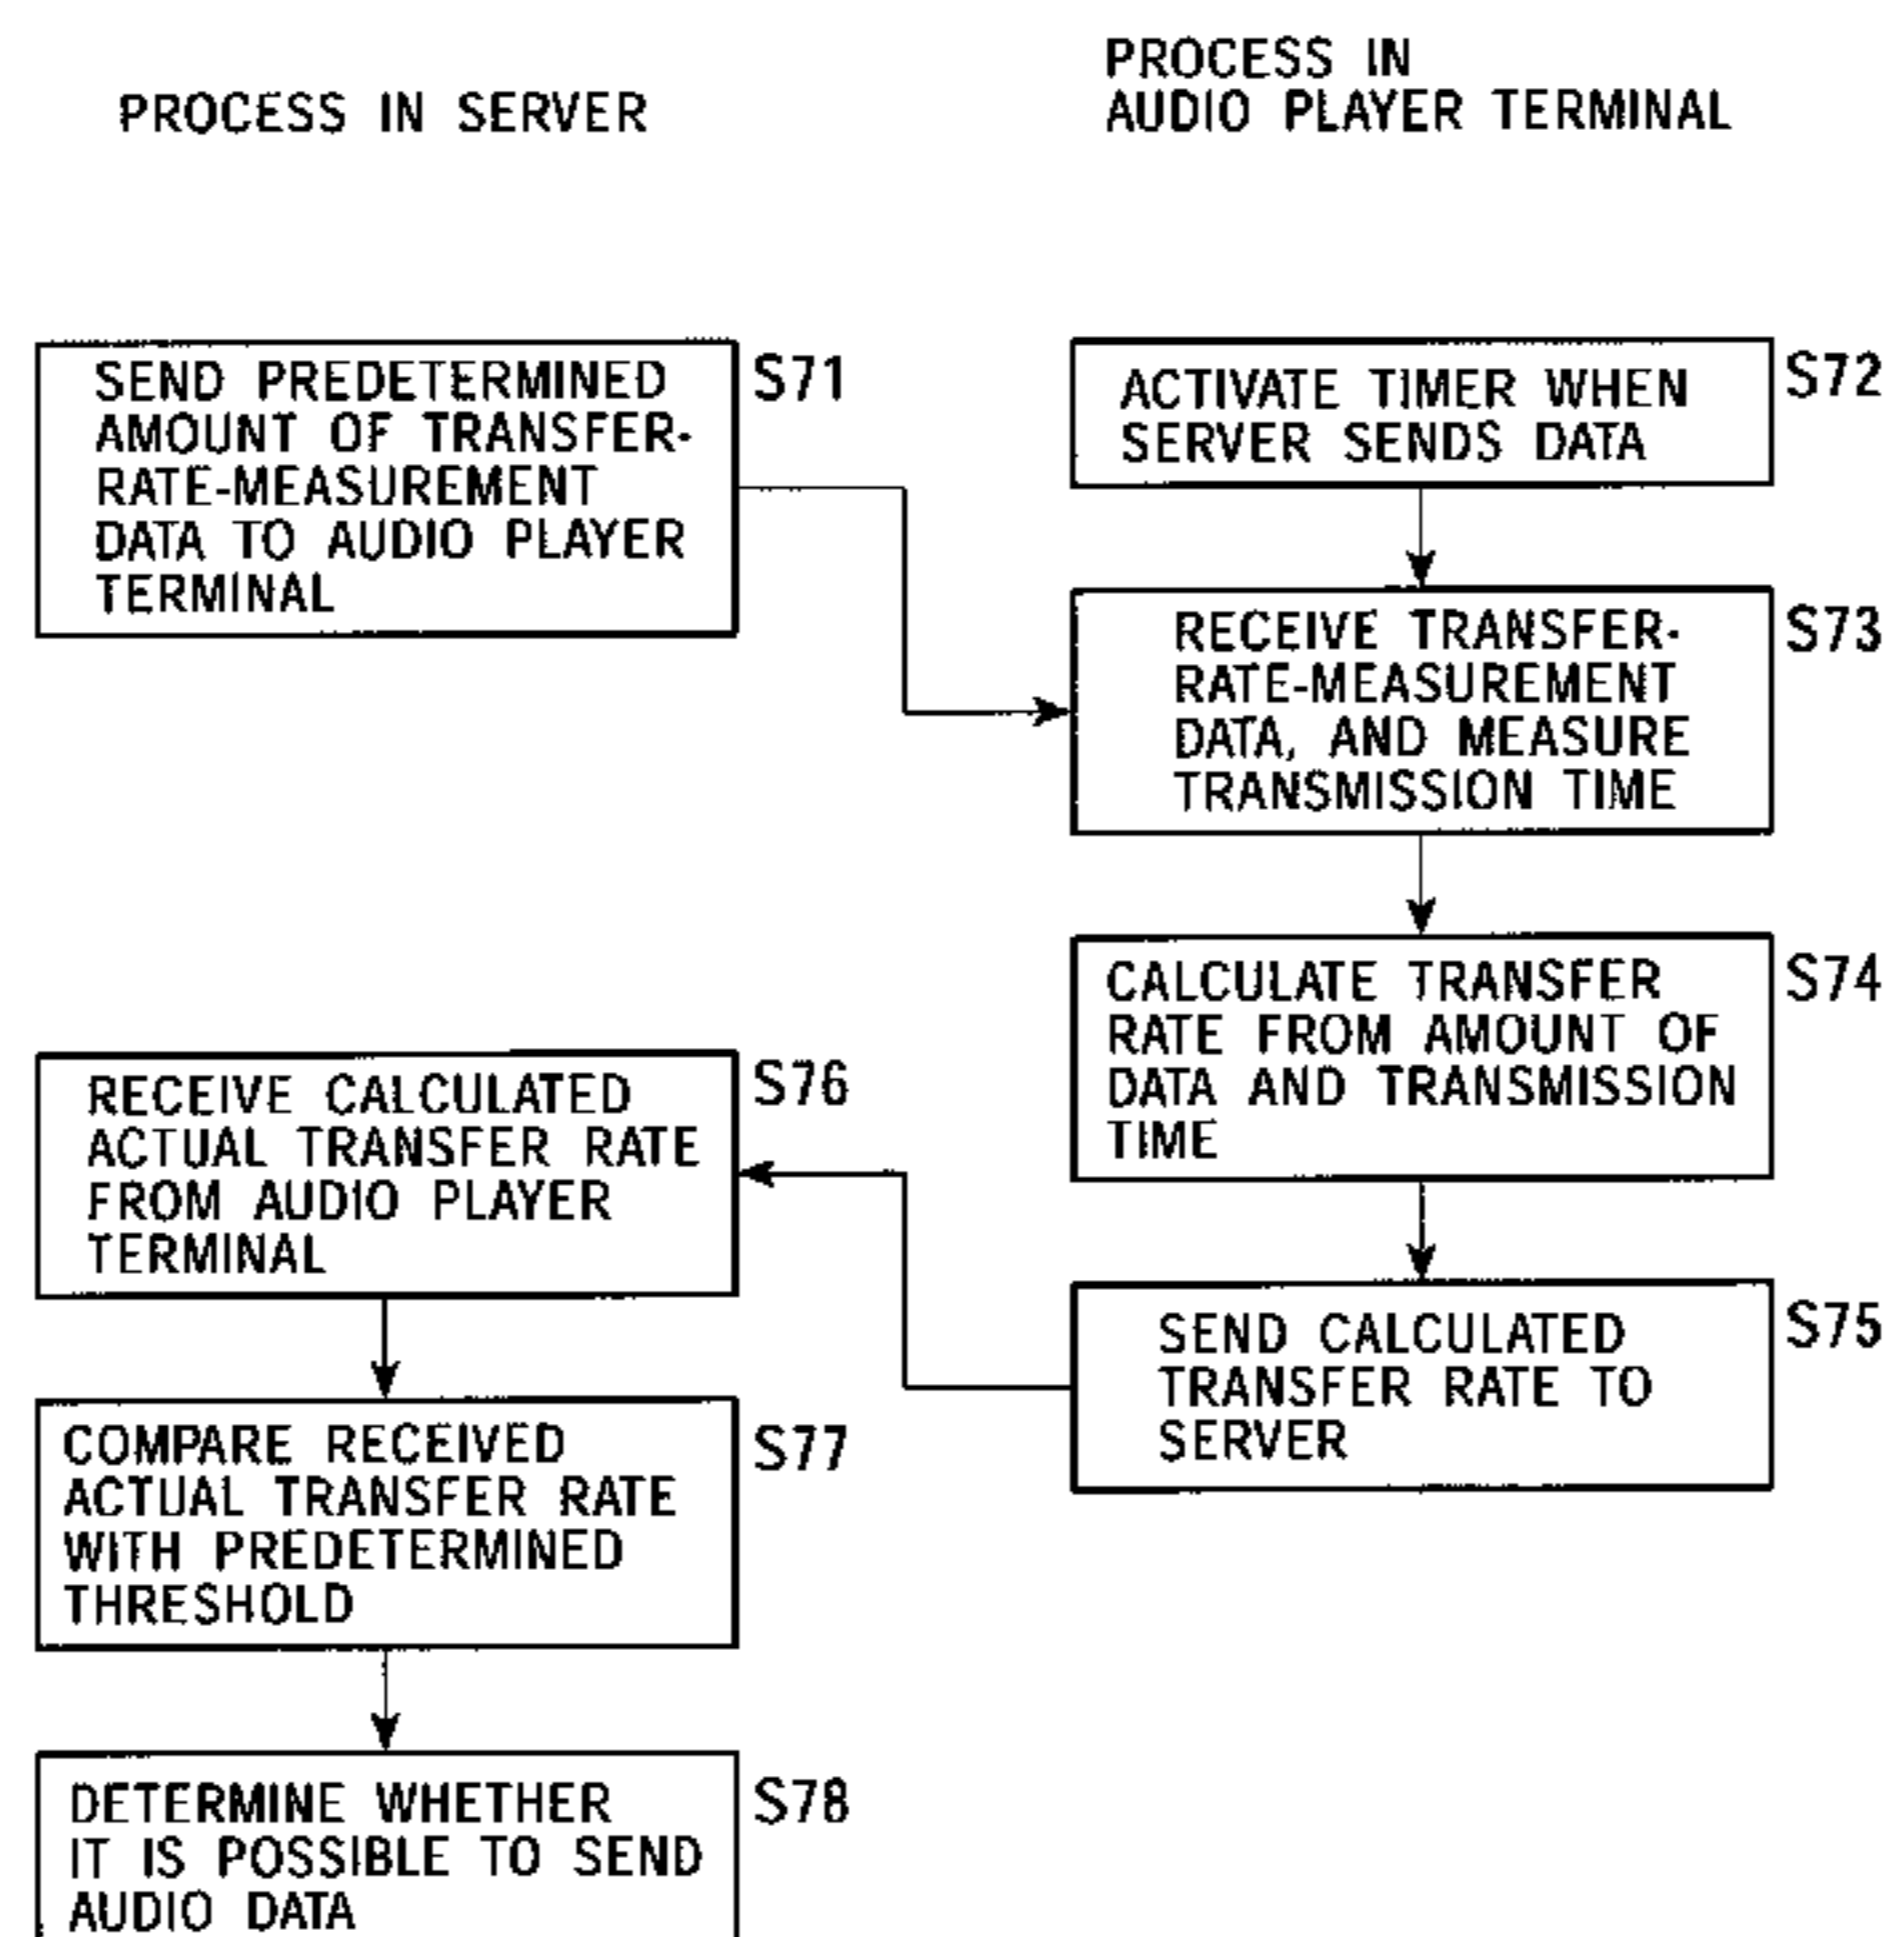 PROCESS IN SERVER
PROCESS IN
AUDIO PLAYER TERMINAL
SEND PREDETERMINED
AMOUNT OF TRANSFER-
RATE-MEASUREMENT
DATA TO AUDIO PLAYER
TERMINAL
S71
ACTIVATE TIMER WHEN
SERVER SENDS DATA
S72
RECEIVE TRANSFER-
RATE-MEASUREMENT
DATA, AND MEASURE
TRANSMISSION TIME
S73
CALCULATE TRANSFER
RATE FROM AMOUNT OF
DATA AND TRANSMISSION
TIME
S74
SEND CALCULATED
TRANSFER RATE TO
SERVER
S75
RECEIVE CALCULATED
ACTUAL TRANSFER RATE
FROM AUDIO PLAYER
TERMINAL
S76
COMPARE RECEIVED
ACTUAL TRANSFER RATE
WITH PREDETERMINED
THRESHOLD
S77
DETERMINE WHETHER
IT IS POSSIBLE TO SEND
AUDIO DATA
S78